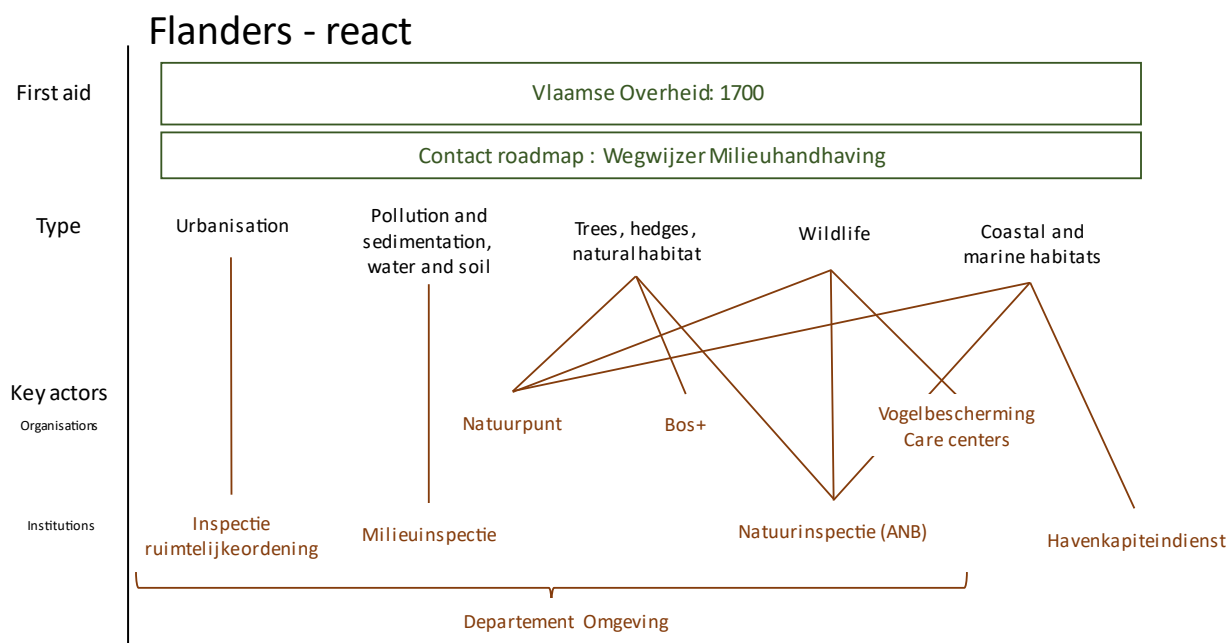 Flanders - react
First aid
Vlaamse Overheid: 1700
Contact roadmap : Wegwijzer Milieuhandhaving
Type
Urbanisation
Pollution and
sedimentation,
water and soil
Trees, hedges,
natural habitat
Wildlife
Coastal and
marine habitats
Key actors
Organisations
Natuurpunt
Bos+
Vogelbescherming
Care centers
Institutions
Inspectie
ruimtelijkeordening
Milieuinspectie
Natuurinspectie (ANB)
Havenkapiteindienst
Departement Omgeving